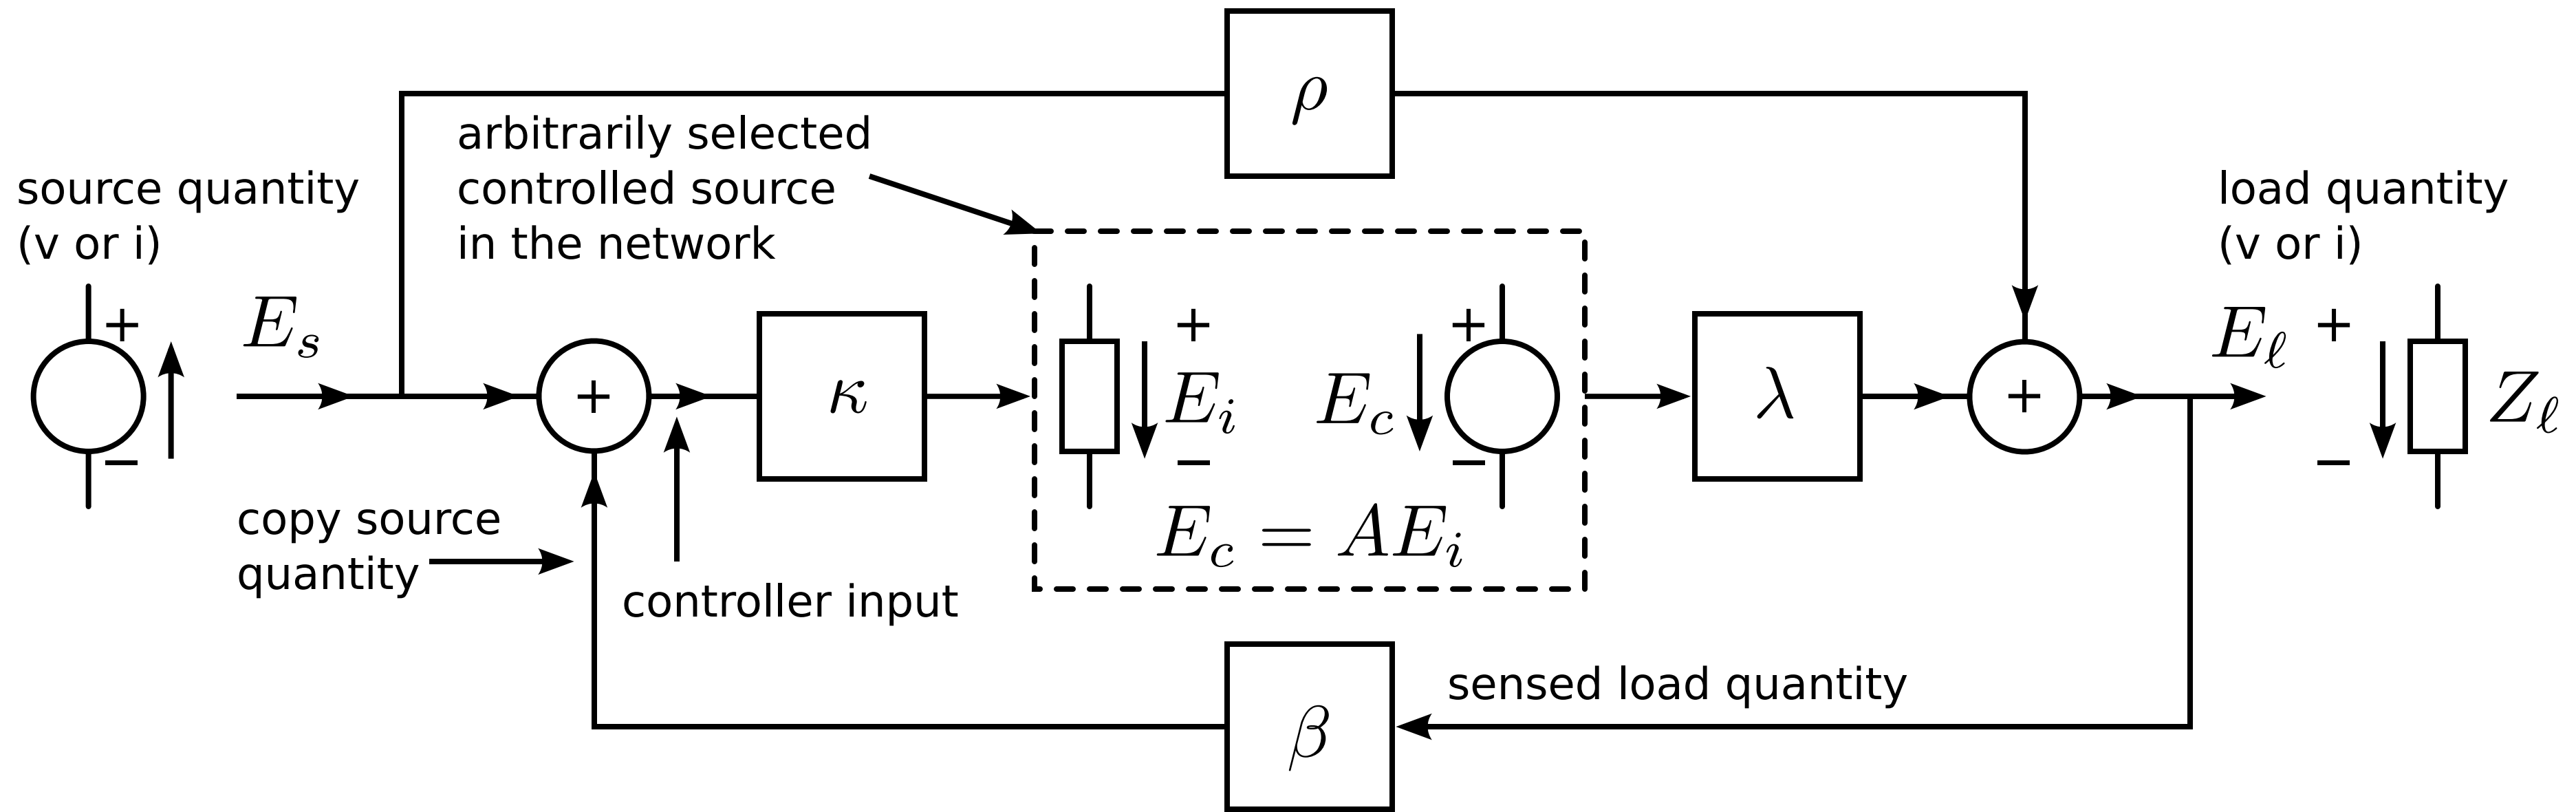 ρ
arbitrarily selected
controlled source
in the network
source quantity
(v or i)
load quantity
(v or i)
+
−
E_s
+
κ
+
E_i
−
E_c
+
−
E_c = AE_i
λ
+
E_ℓ
+
−
Z_ℓ
copy source
quantity
controller input
sensed load quantity
β